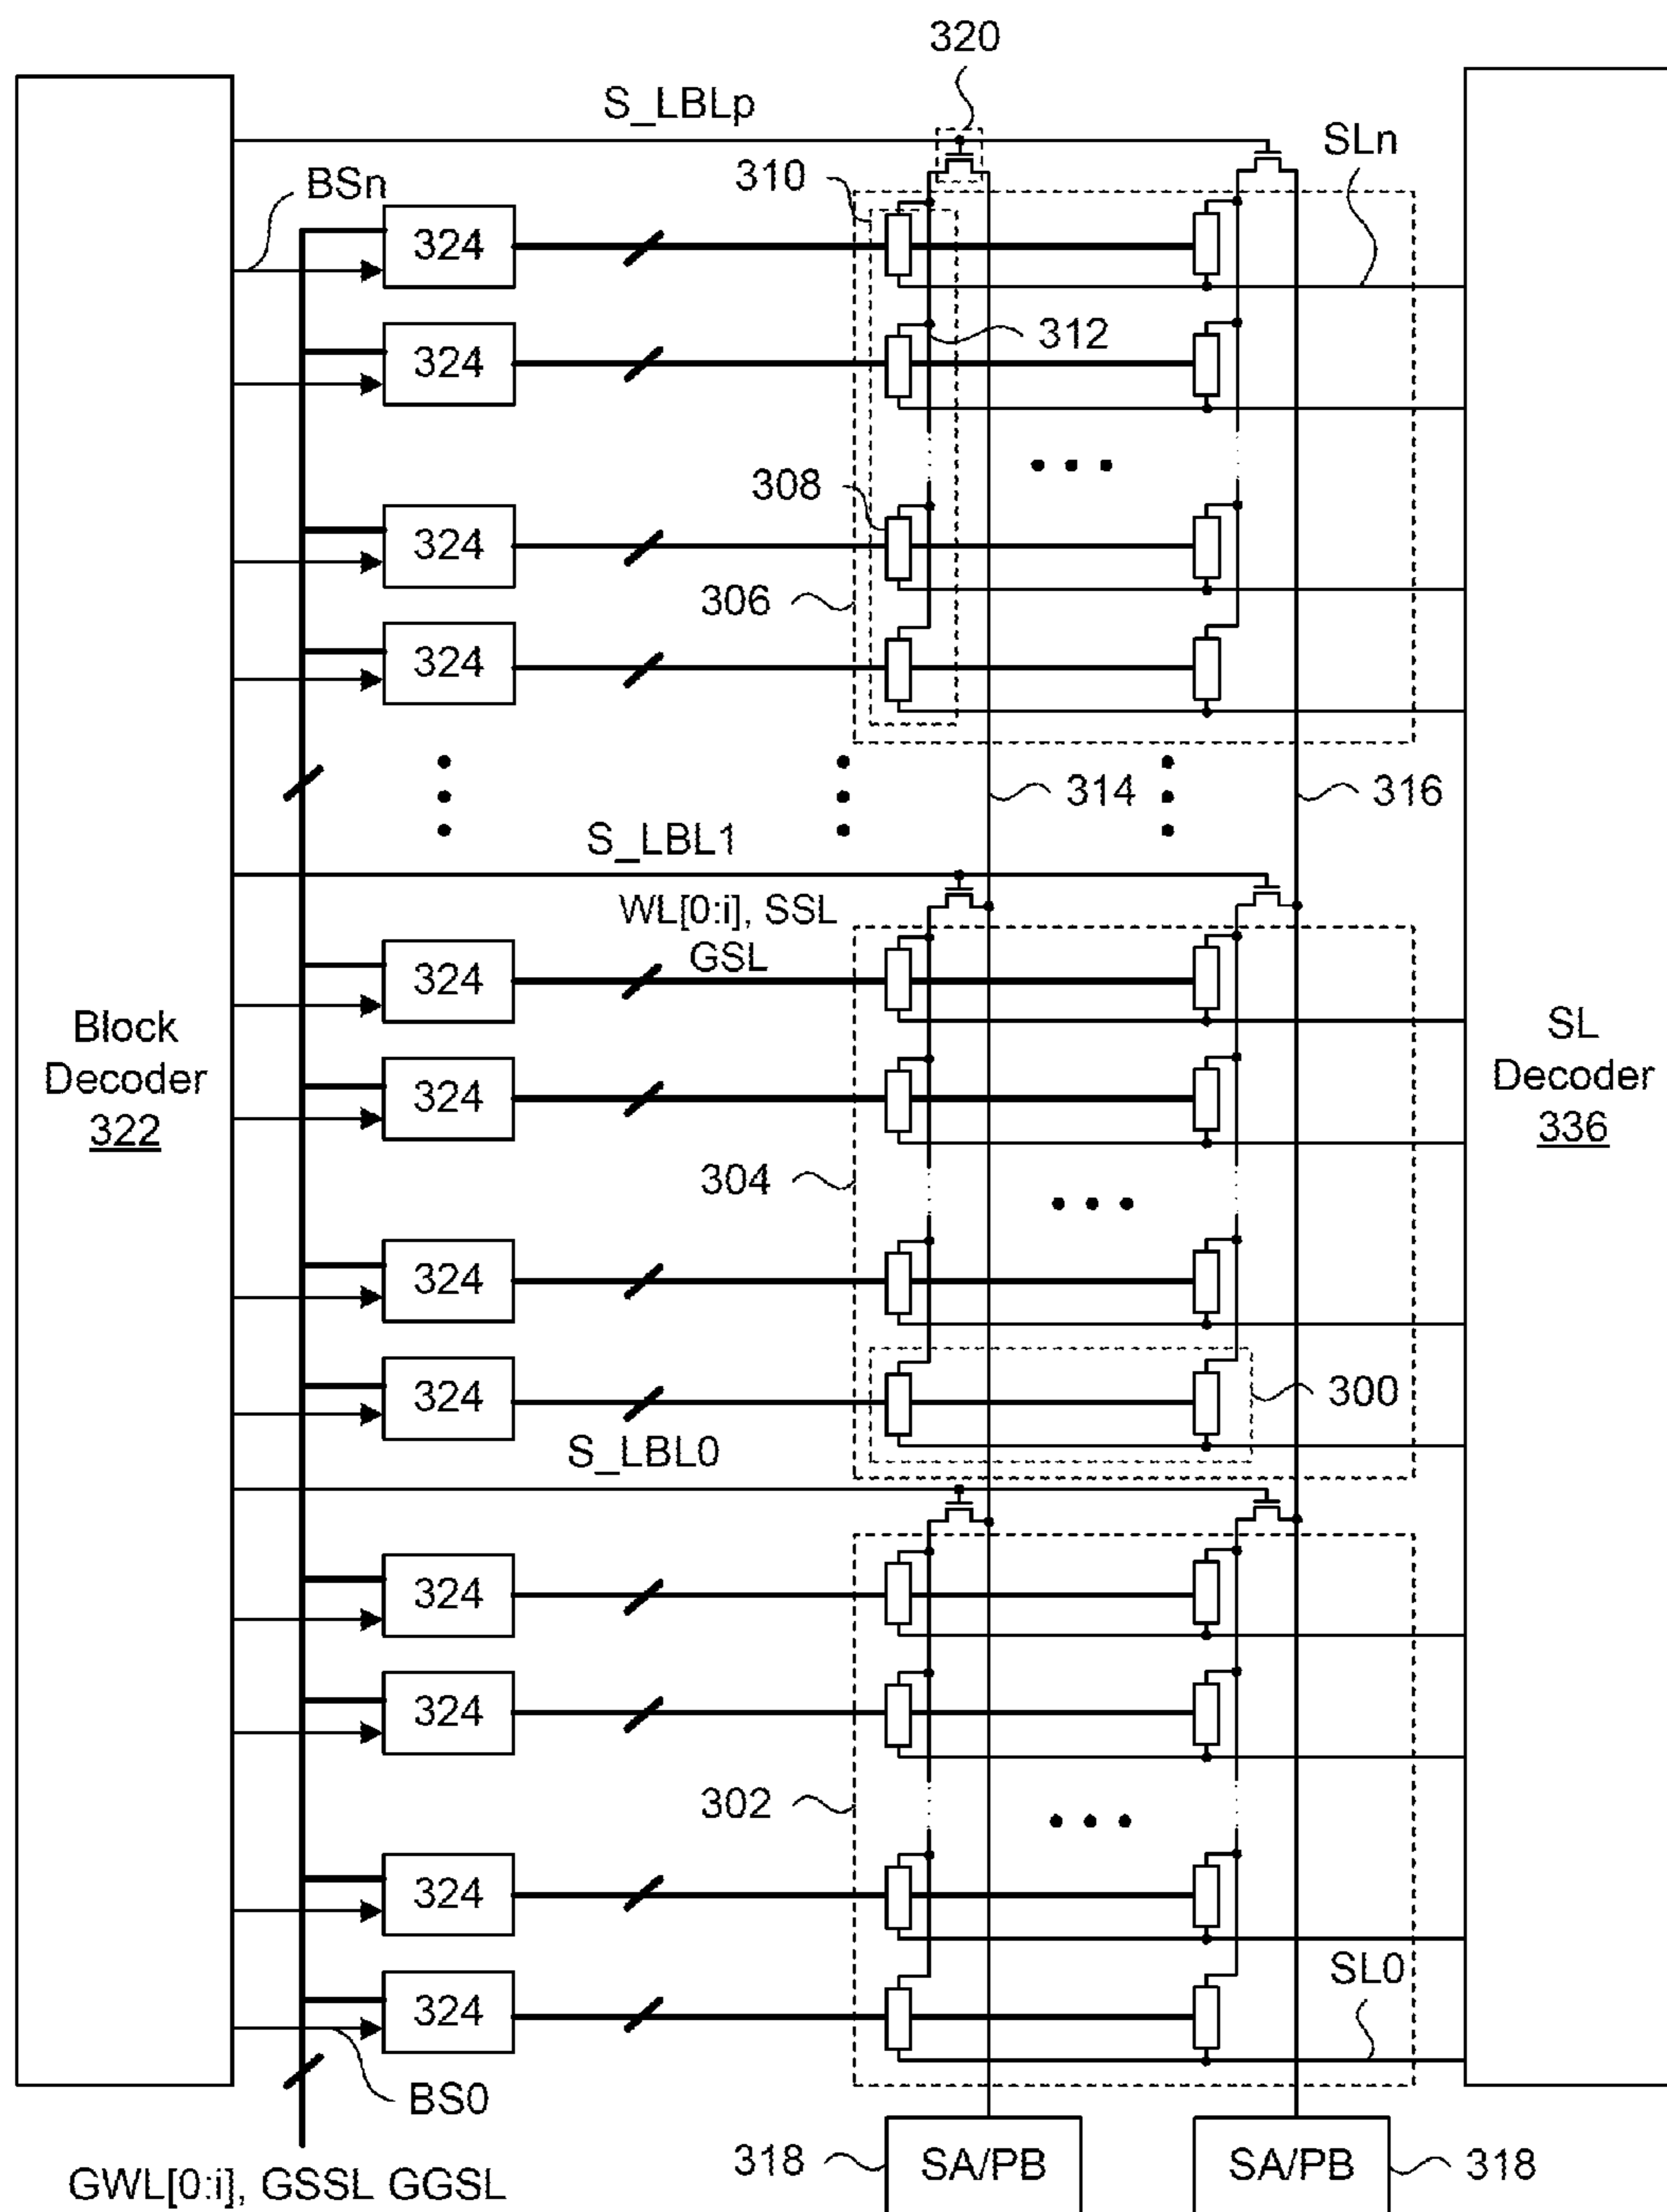 320
S_LBLp
SLn
310
BSn
324
312
324
308
324
306
324
314
316
S_LBL1
WL[0:i], SSL
GSL
324
Block
Decoder
322
SL
Decoder
336
324
304
324
300
324
S_LBL0
324
324
302
324
SL0
324
BS0
318
SA/PB
SA/PB
318
GWL[0:i], GSSL GGSL